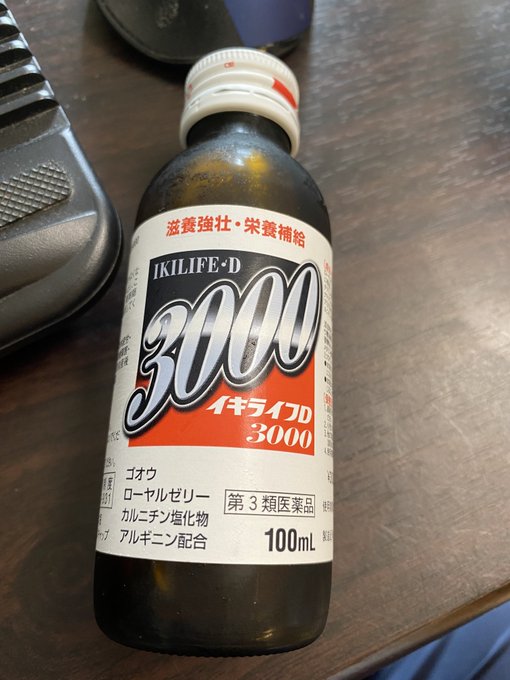 滋養強壮・栄養補給
IKILIFE・D
3000
イキライフD
3000
ゴオウ
ローヤルゼリー
カルニチン塩化物
アルギニン配合
第3類医薬品
100mL